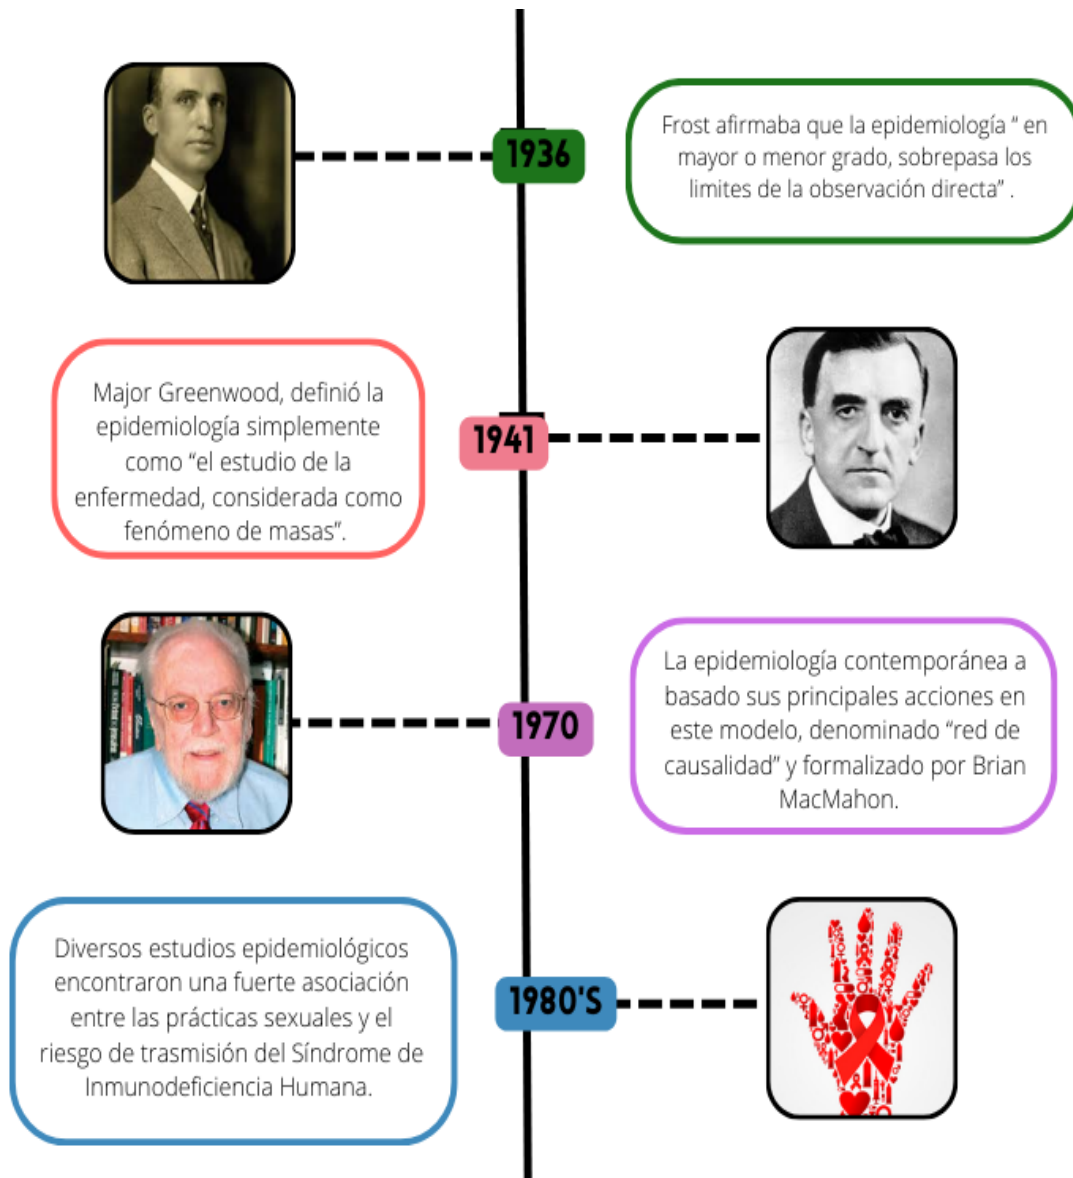 1936
Frost afirmaba que la epidemiología “ en
mayor o menor grado, sobrepasa los
limites de la observación directa” .
Major Greenwood, definió la
epidemiología simplemente
como “el estudio de la
enfermedad, considerada como
fenómeno de masas”.
1941
1970
La epidemiología contemporánea a
basado sus principales acciones en
este modelo, denominado “red de
causalidad” y formalizado por Brian
MacMahon.
Diversos estudios epidemiológicos
encontraron una fuerte asociación
entre las prácticas sexuales y el
riesgo de trasmisión del Síndrome de
Inmunodeficiencia Humana.
1980'S